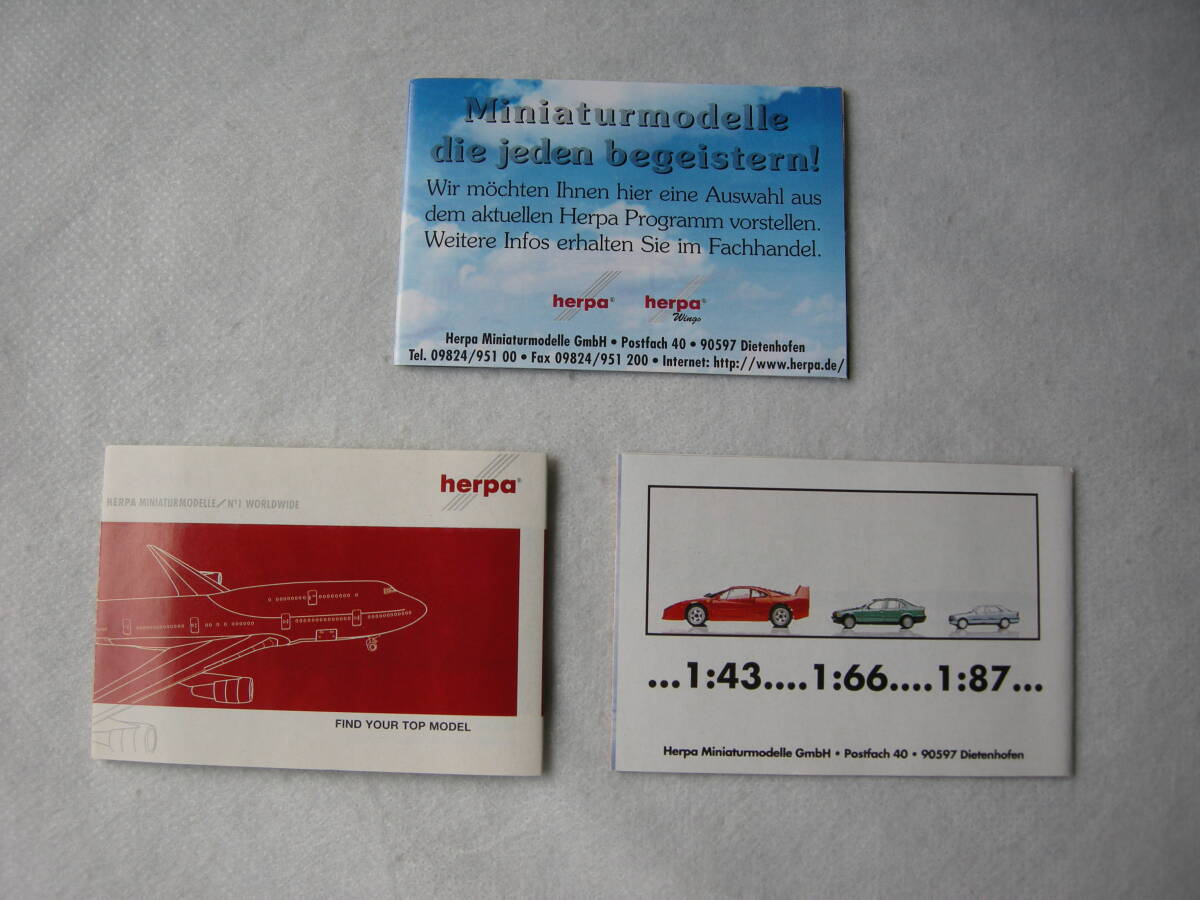 Miniaturmodelle
die jeden begeistern!
Wir möchten Ihnen hier eine Auswahl aus
dem aktuellen Herpa Programm vorstellen.
Weitere Infos erhalten Sie im Fachhandel.
herpa® herpa®
Wings
Herpa Miniaturmodelle GmbH • Postfach 40 • 90597 Dietenhofen
Tel. 09824/951 00 • Fax 09824/951 200 • Internet: http://www.herpa.de/
herpa®
HERPA MINIATURMODELLE/N°1 WORLDWIDE
FIND YOUR TOP MODEL
...1:43....1:66....1:87...
Herpa Miniaturmodelle GmbH • Postfach 40 • 90597 Dietenhofen